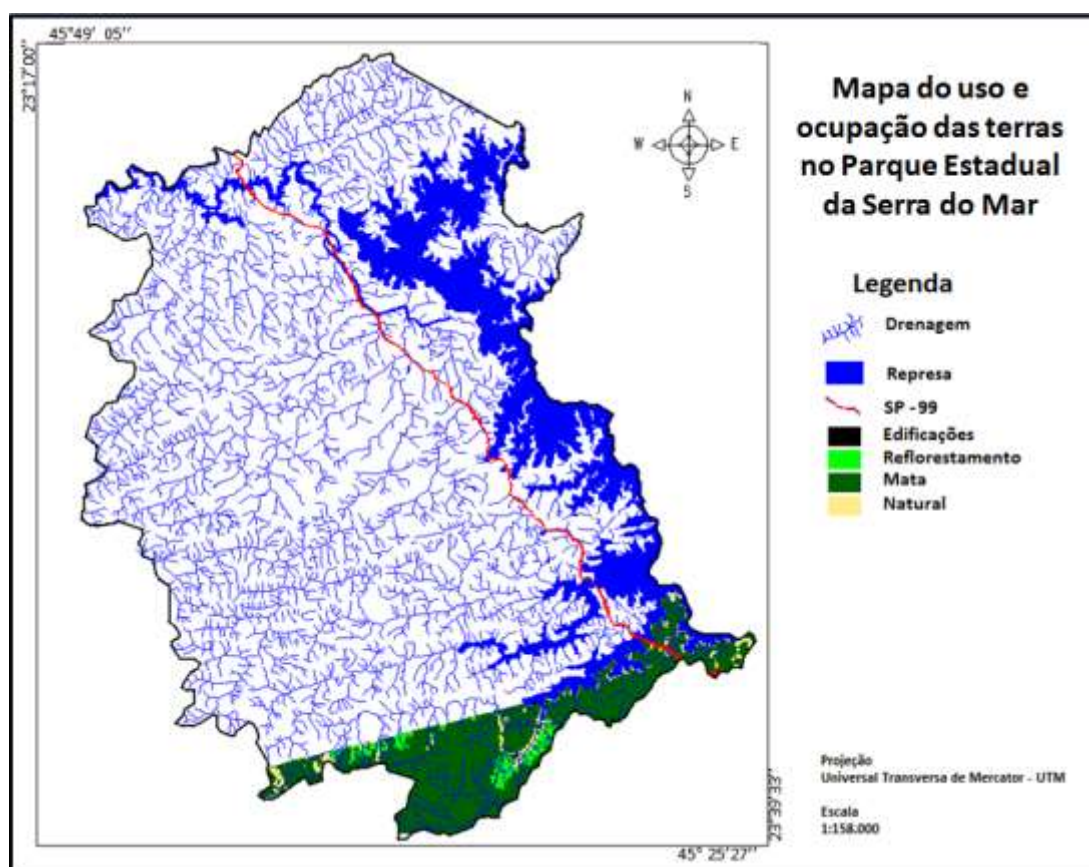 45°49' 05''
23°17'00''
N
W
E
S
Mapa do uso e
ocupação das terras
no Parque Estadual
da Serra do Mar
Legenda
Drenagem
Represa
SP - 99
Edificações
Reflorestamento
Mata
Natural
Projeção
Universal Transversa de Mercator - UTM
Escala
1:158.000
23°39'33''
45° 25'27''